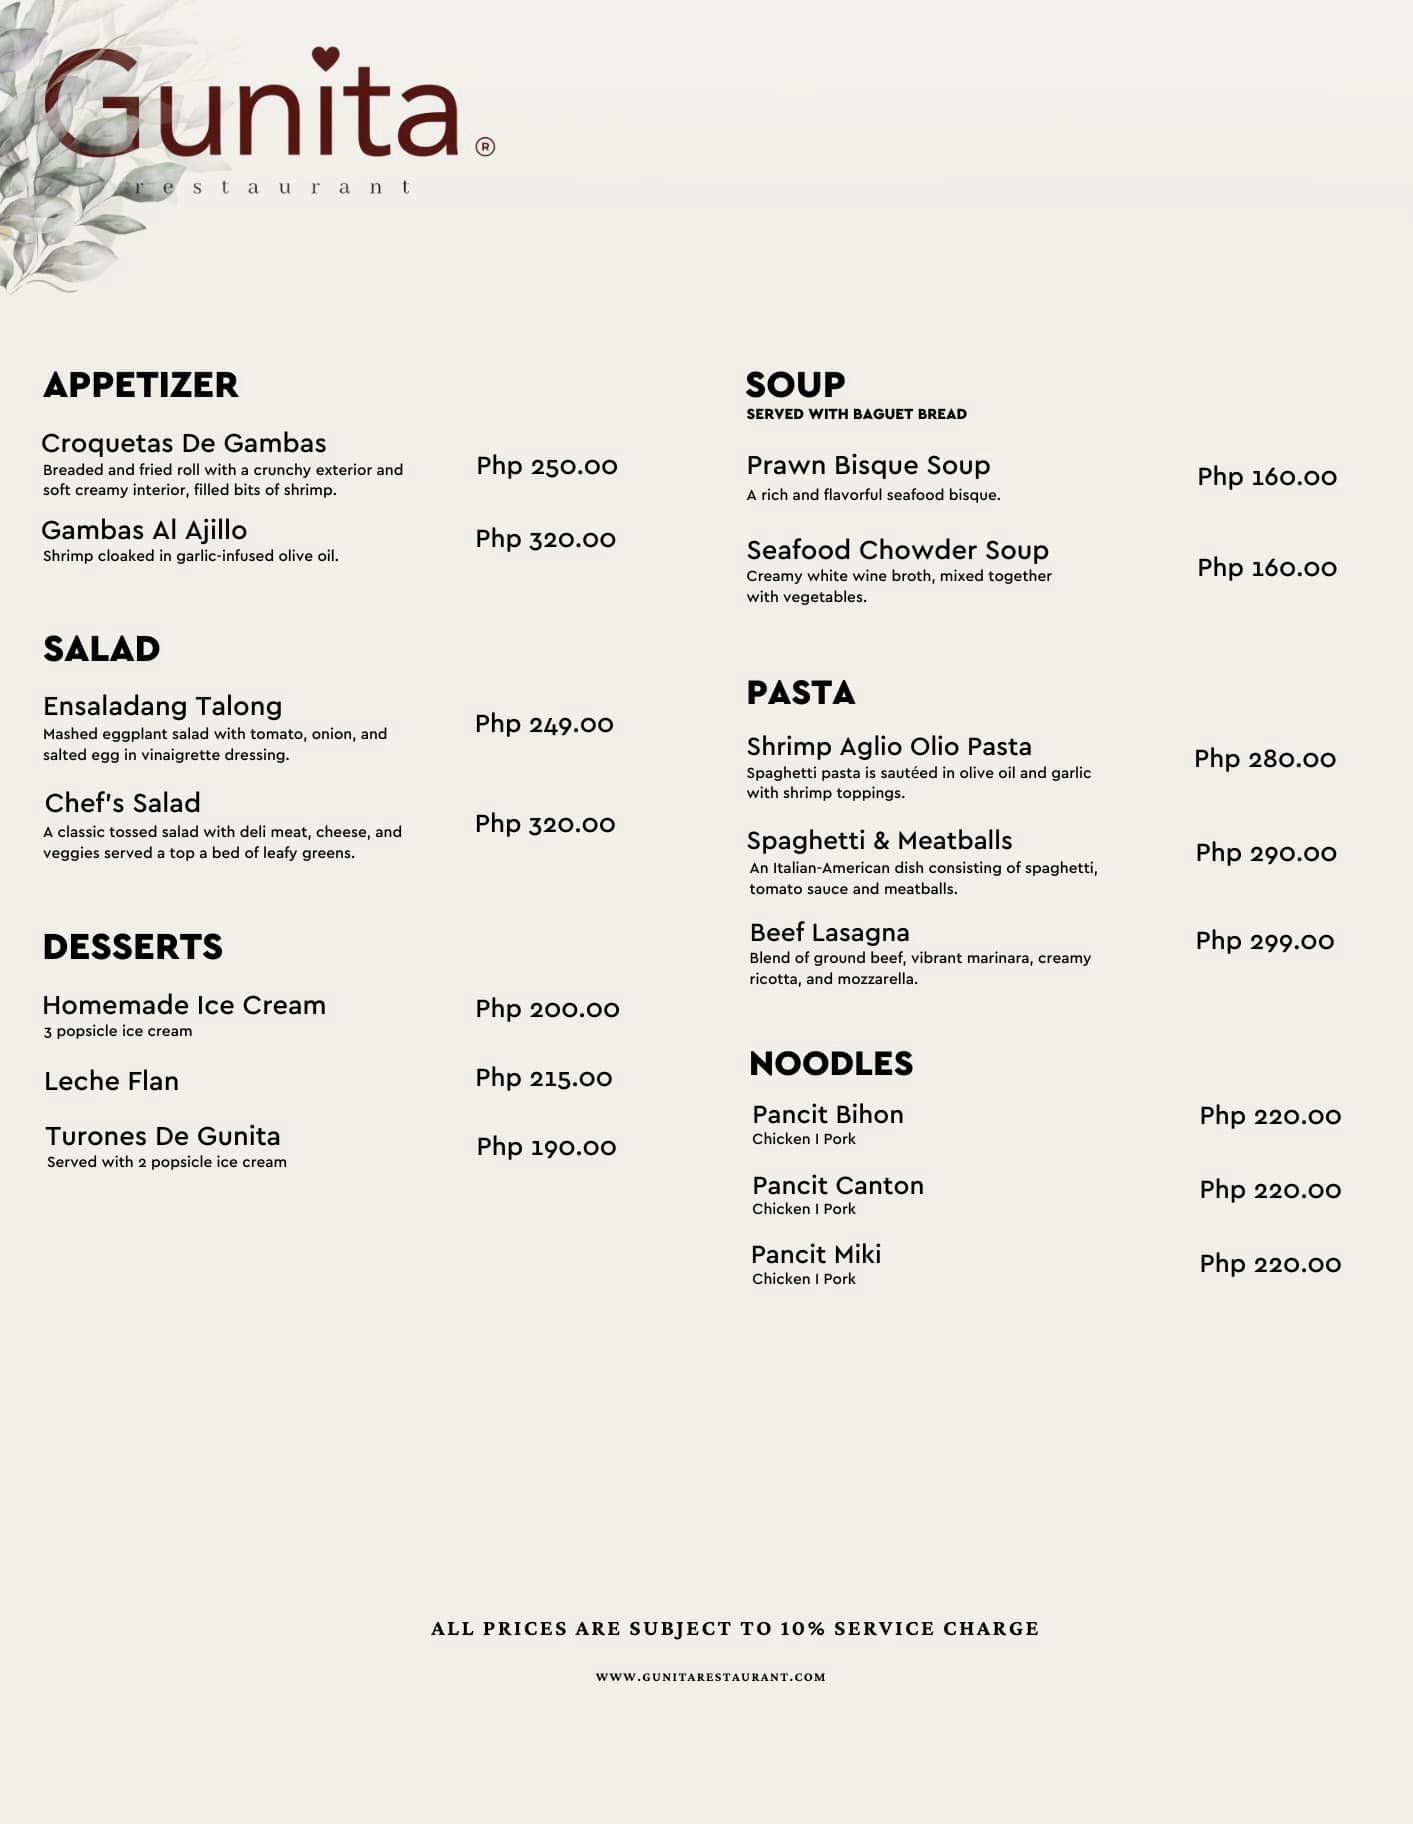 Gunita®
restaurant
APPETIZER
Croquetas De Gambas
Breaded and fried roll with a crunchy exterior and
soft creamy interior, filled bits of shrimp.
Php 250.00
Gambas Al Ajillo
Shrimp cloaked in garlic-infused olive oil.
Php 320.00
SALAD
Ensaladang Talong
Mashed eggplant salad with tomato, onion, and
salted egg in vinaigrette dressing.
Php 249.00
Chef's Salad
A classic tossed salad with deli meat, cheese, and
veggies served a top a bed of leafy greens.
Php 320.00
DESSERTS
Homemade Ice Cream
3 popsicle ice cream
Php 200.00
Leche Flan
Php 215.00
Turones De Gunita
Served with 2 popsicle ice cream
Php 190.00
SOUP
SERVED WITH BAGUET BREAD
Prawn Bisque Soup
A rich and flavorful seafood bisque.
Php 160.00
Seafood Chowder Soup
Creamy white wine broth, mixed together
with vegetables.
Php 160.00
PASTA
Shrimp Aglio Olio Pasta
Spaghetti pasta is sautéed in olive oil and garlic
with shrimp toppings.
Php 280.00
Spaghetti & Meatballs
An Italian-American dish consisting of spaghetti,
tomato sauce and meatballs.
Php 290.00
Beef Lasagna
Blend of ground beef, vibrant marinara, creamy
ricotta, and mozzarella.
Php 299.00
NOODLES
Pancit Bihon
Chicken I Pork
Php 220.00
Pancit Canton
Chicken I Pork
Php 220.00
Pancit Miki
Chicken I Pork
Php 220.00
ALL PRICES ARE SUBJECT TO 10% SERVICE CHARGE
WWW.GUNITARESTAURANT.COM